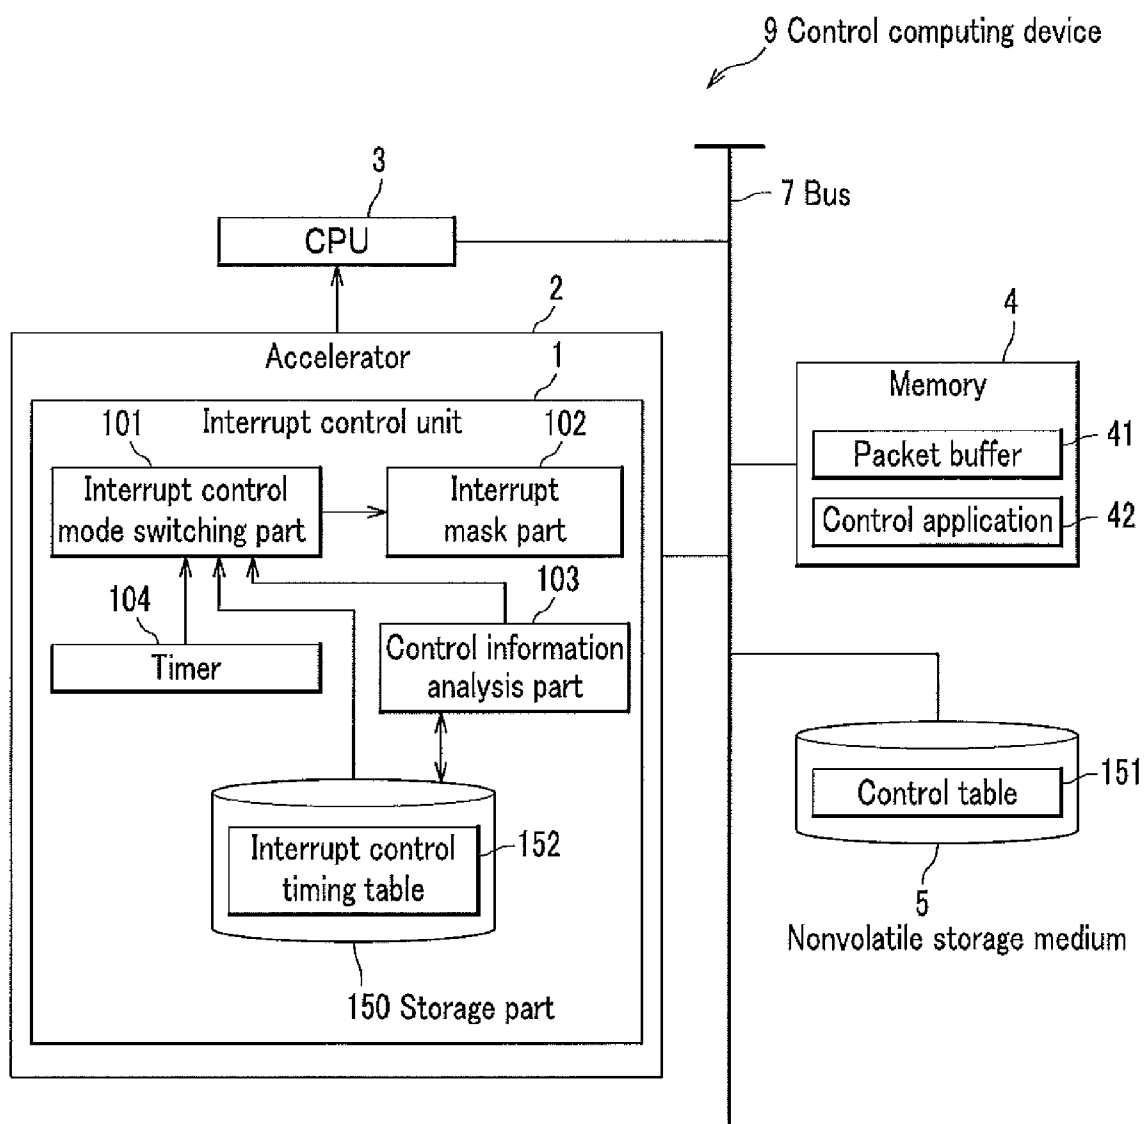 9 Control computing device
3
7 Bus
CPU
2
4
Accelerator
1
Memory
Interrupt control unit
101
102
41
Packet buffer
Interrupt control
mode switching part
Interrupt
mask part
Control application
42
103
104
Timer
Control information
analysis part
151
Control table
Interrupt control
timing table
152
5
Nonvolatile storage medium
150 Storage part